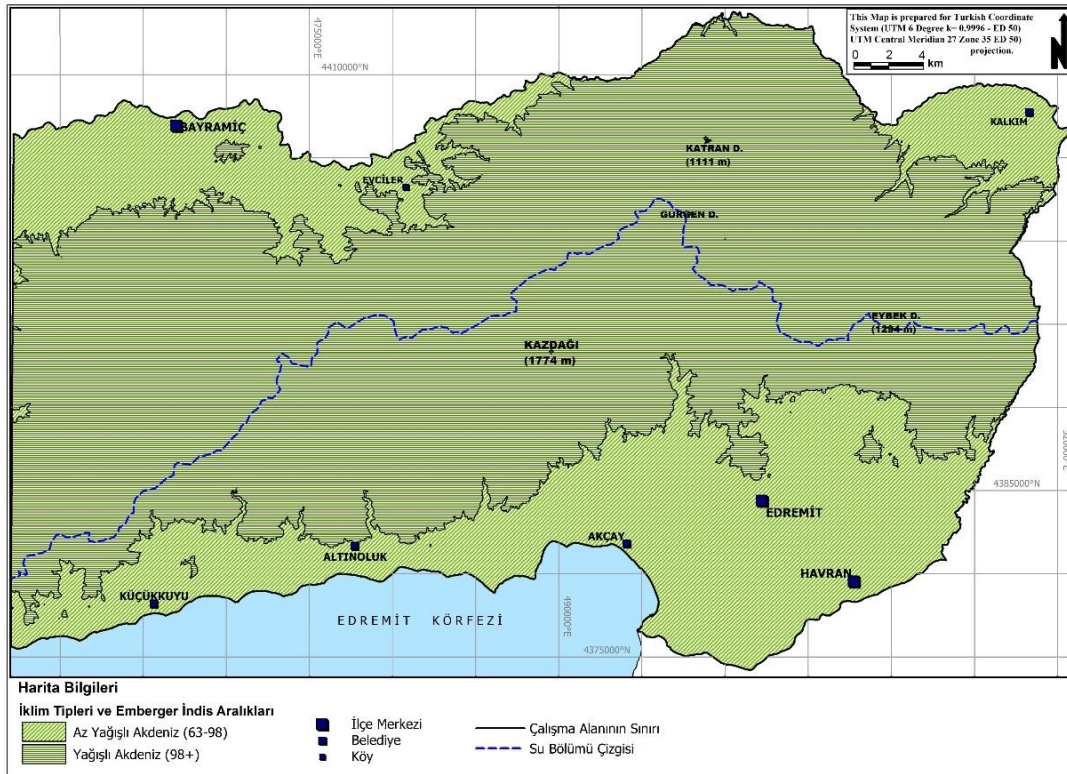 This Map is prepared for Turkish Coordinate
System (UTM 6 Degree k= 0.9996 - ED 50)
UTM Central Meridian 27 Zone 35 ED 50)
projection.
0 2 4
km
N
475000°E
4410000°N
BAYRAMİÇ
KALKIM
KATRAN D.
(1111 m)
EVCİLER
GÜRGEN D.
EYBEK D.
(1294 m)
KAZDAĞI
(1774 m)
520000°E
4385000°N
EDREMİT
AKÇAY
ALTINOLUK
HAVRAN
KÜÇÜKKUYU
EDREMİT KÖRFEZİ
490000°E
4375000°N
Harita Bilgileri
İklim Tipleri ve Emberger İndis Aralıkları
Az Yağışlı Akdeniz (63-98)
Yağışlı Akdeniz (98+)
İlçe Merkezi
Belediye
Köy
Çalışma Alanının Sınırı
Su Bölümü Çizgisi